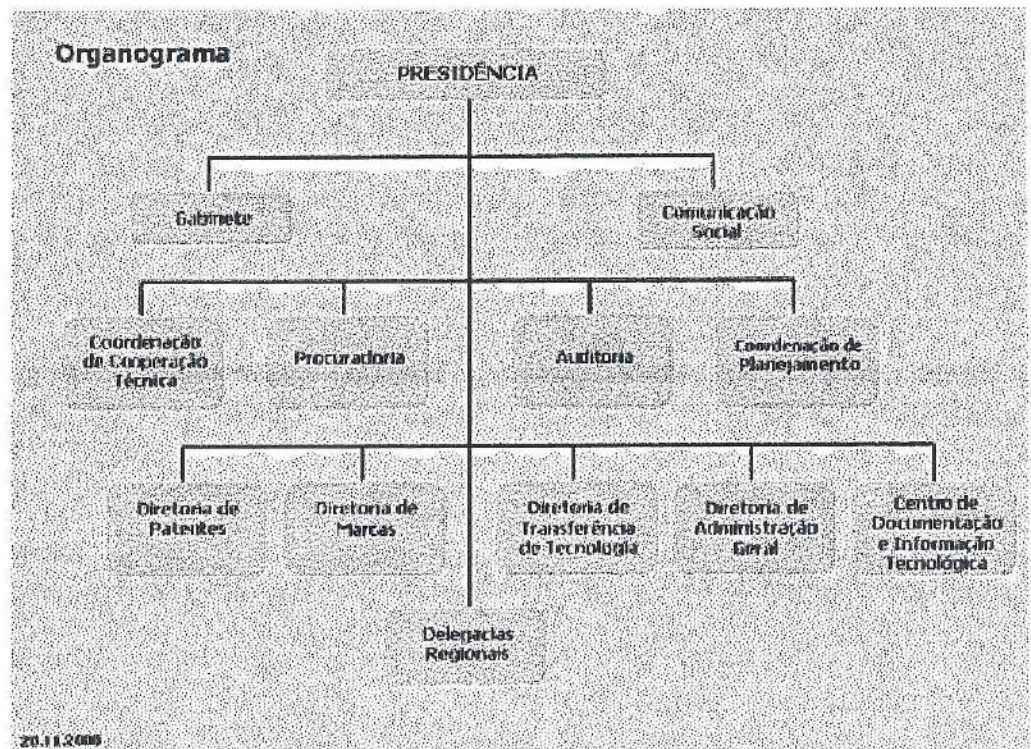 Organograma
PRESIDÊNCIA
Gabinete
Comunicação
Social
Coordenação
de Cooperação
Técnica
Procuradoria
Auditoria
Coordenação de
Planejamento
Diretoria de
Patentes
Diretoria de
Marcas
Diretoria de
Transferência
de Tecnologia
Diretoria de
Administração
Geral
Centro de
Documentação
e Informação
Tecnológica
Delegacias
Regionais